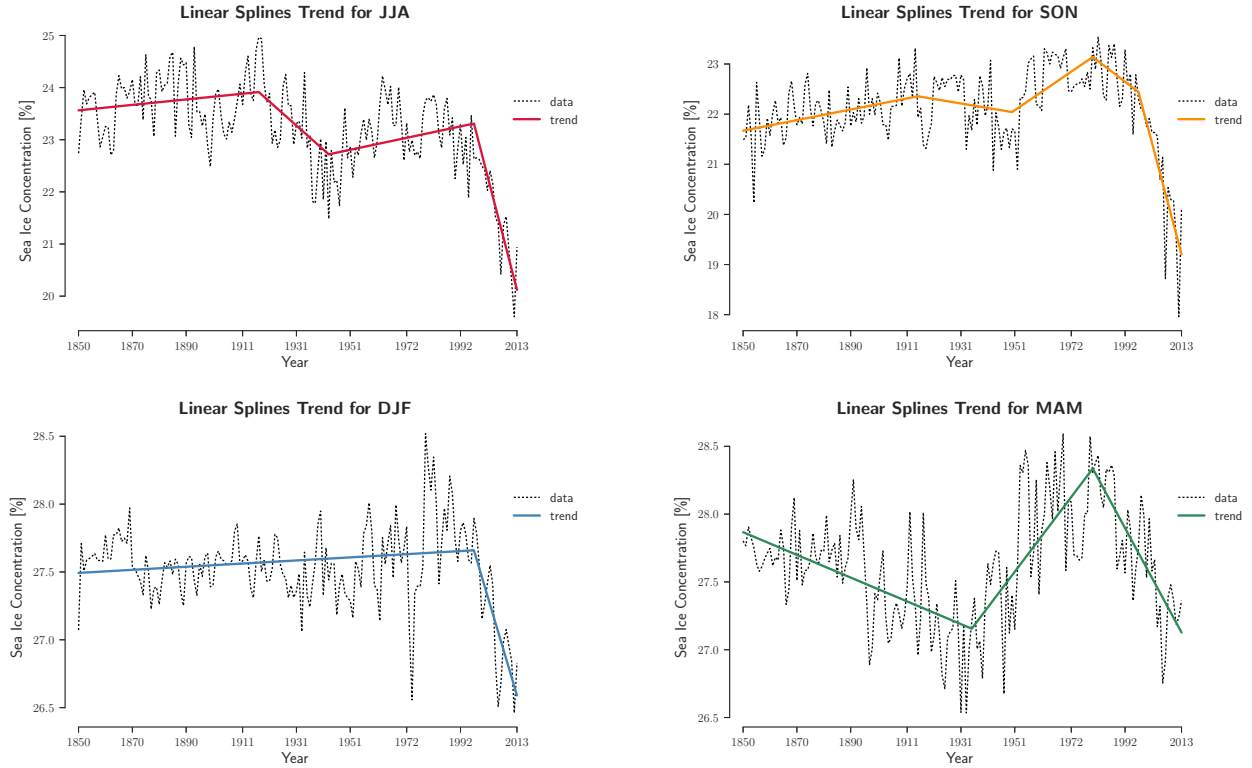 Linear Splines Trend for JJA
25
24
23
22
21
20
Sea Ice Concentration [%]
1850 1870 1890 1911 1931 1951 1972 1992 2013
Year
data
trend
Linear Splines Trend for SON
23
22
21
20
19
18
Sea Ice Concentration [%]
1850 1870 1890 1911 1931 1951 1972 1992 2013
Year
data
trend
Linear Splines Trend for DJF
28.5
28.0
27.5
27.0
26.5
Sea Ice Concentration [%]
1850 1870 1890 1911 1931 1951 1972 1992 2013
Year
data
trend
Linear Splines Trend for MAM
28.5
28.0
27.5
27.0
26.5
Sea Ice Concentration [%]
1850 1870 1890 1911 1931 1951 1972 1992 2013
Year
data
trend